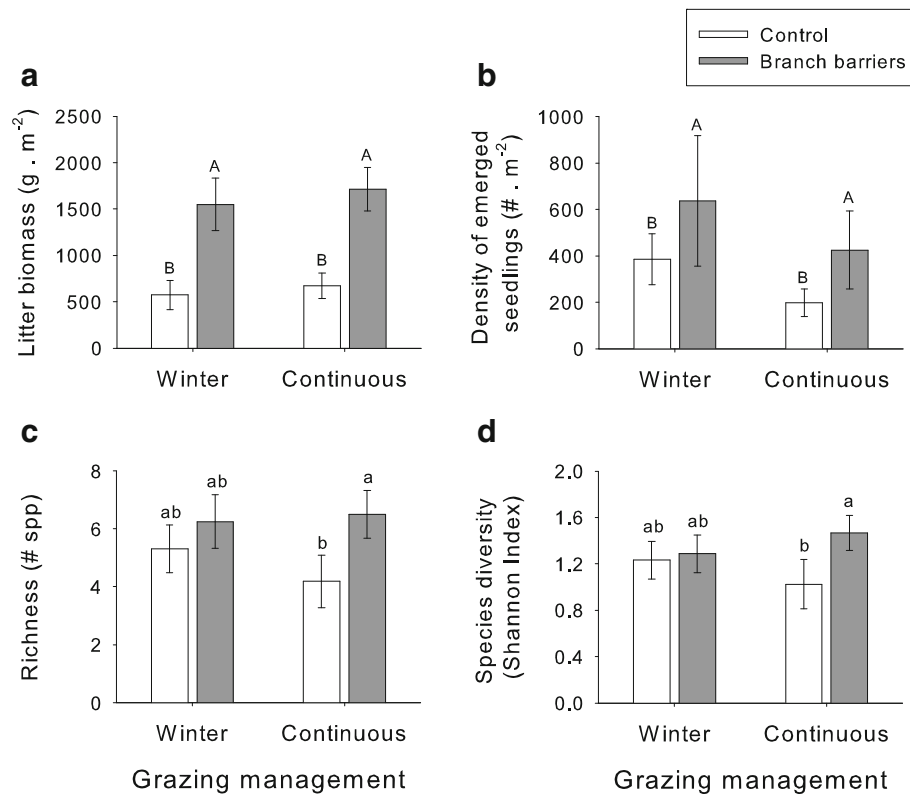 Control
Branch barriers
a
Litter biomass (g . m⁻²)
2500
2000
1500
1000
500
0
A
A
B
B
Winter
Continuous
b
Density of emerged
seedlings (# . m⁻²)
1000
800
600
400
200
0
A
B
A
B
Winter
Continuous
c
Richness (# spp)
8
6
4
2
0
ab
ab
a
b
Winter
Continuous
Grazing management
d
Species diversity
(Shannon Index)
2.0
1.6
1.2
0.8
0.4
0.0
ab
ab
a
b
Winter
Continuous
Grazing management